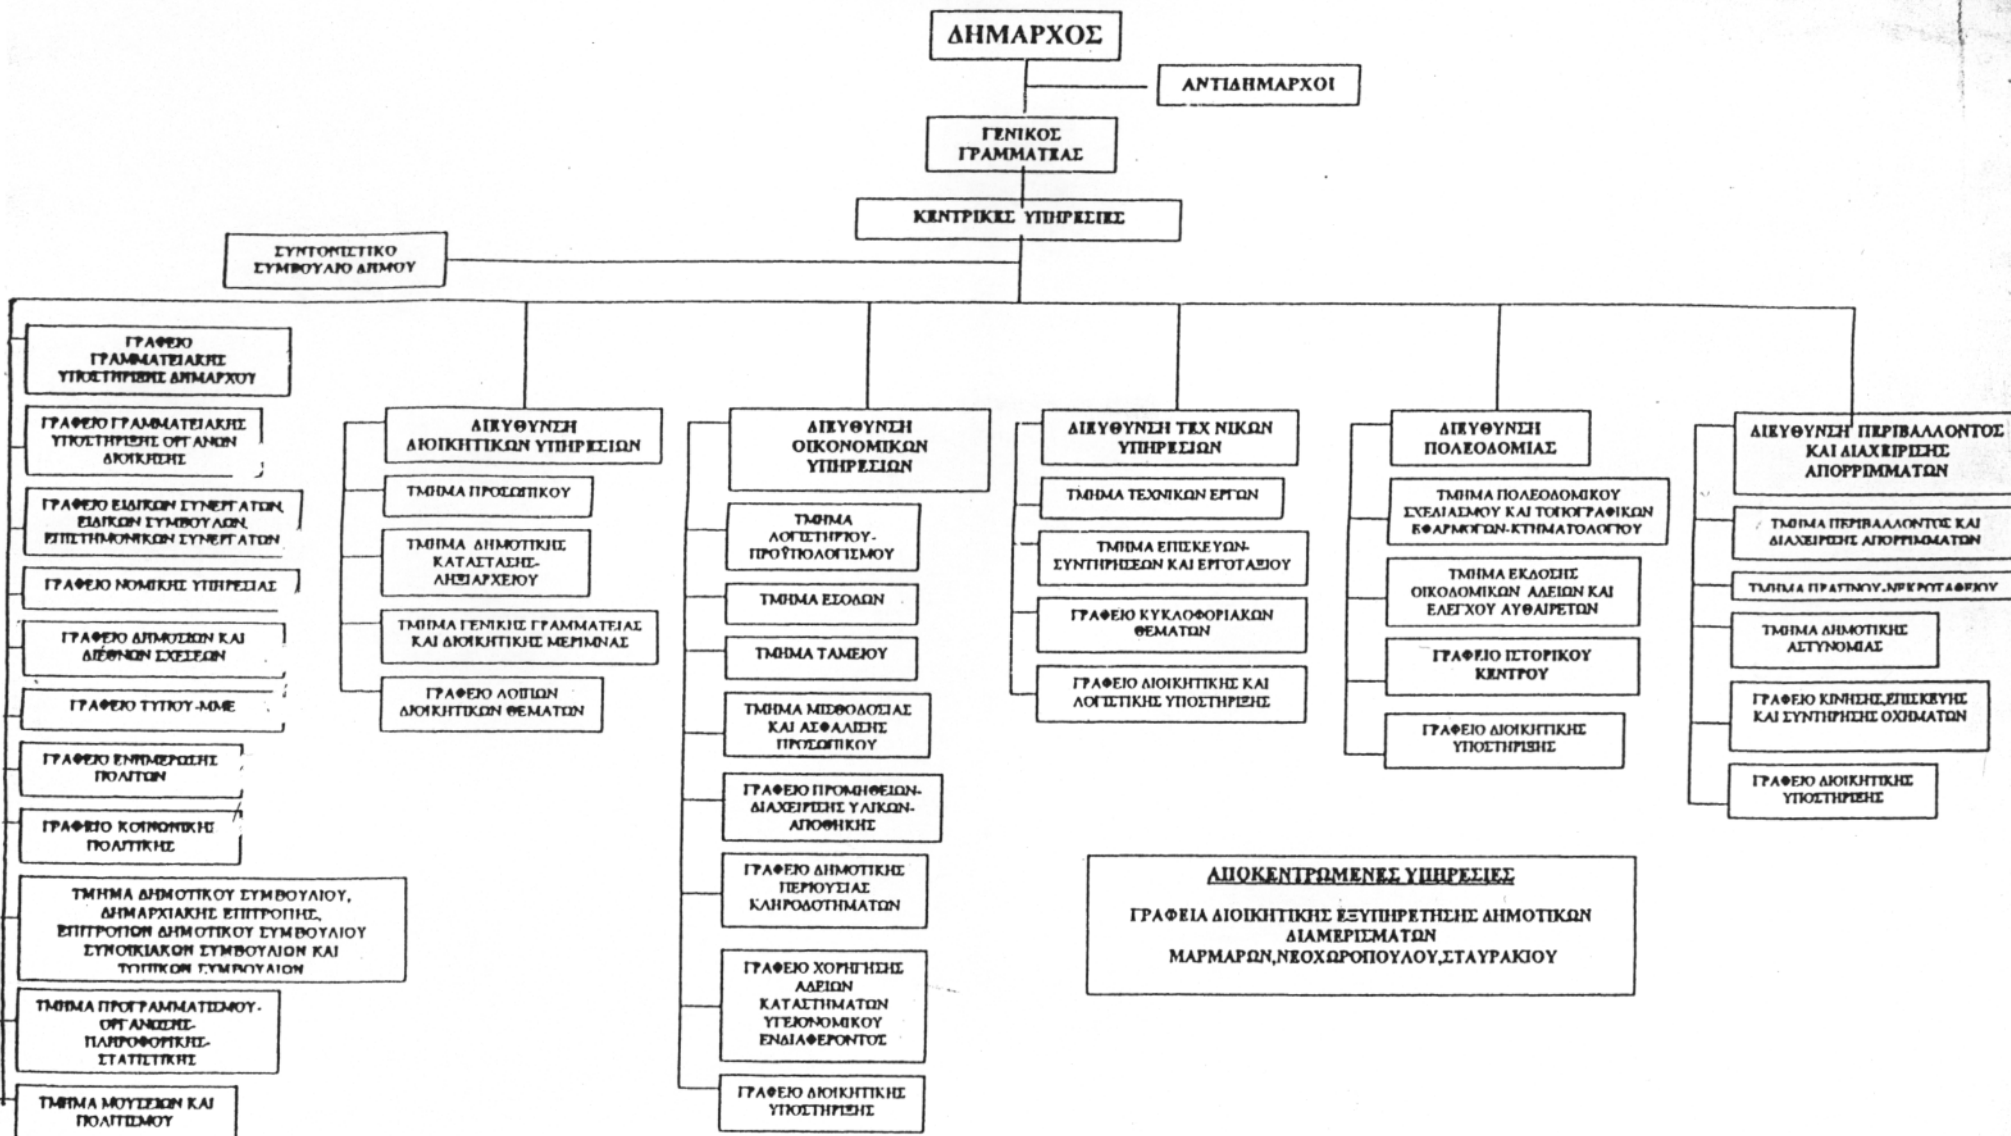 ΔΗΜΑΡΧΟΣ
ΑΝΤΙΔΗΜΑΡΧΟΙ
ΓΕΝΙΚΟΣ
ΓΡΑΜΜΑΤΕΑΣ
ΚΕΝΤΡΙΚΕΣ ΥΠΗΡΕΣΙΕΣ
ΣΥΝΤΟΝΙΣΤΙΚΟ
ΣΥΜΒΟΥΛΙΟ ΔΗΜΟΥ
ΓΡΑΦΕΙΟ
ΓΡΑΜΜΑΤΕΙΑΚΗΣ
ΥΠΟΣΤΗΡΙΞΗΣ ΔΗΜΑΡΧΟΥ
ΓΡΑΦΕΙΟ ΓΡΑΜΜΑΤΕΙΑΚΗΣ
ΥΠΟΣΤΗΡΙΞΗΣ ΟΡΓΑΝΩΝ
ΔΙΟΙΚΗΣΗΣ
ΓΡΑΦΕΙΟ ΕΙΔΙΚΩΝ ΣΥΝΕΡΓΑΤΩΝ,
ΕΙΔΙΚΩΝ ΣΥΜΒΟΥΛΩΝ,
ΕΠΙΣΤΗΜΟΝΙΚΩΝ ΣΥΝΕΡΓΑΤΩΝ
ΓΡΑΦΕΙΟ ΝΟΜΙΚΗΣ ΥΠΗΡΕΣΙΑΣ
ΓΡΑΦΕΙΟ ΔΗΜΟΣΙΩΝ ΚΑΙ
ΔΙΕΘΝΩΝ ΣΧΕΣΕΩΝ
ΓΡΑΦΕΙΟ ΤΥΠΟΥ-ΜΜΕ
ΓΡΑΦΕΙΟ ΕΝΗΜΕΡΩΣΗΣ
ΠΟΛΙΤΩΝ
ΓΡΑΦΕΙΟ ΚΟΙΝΩΝΙΚΗΣ
ΠΟΛΙΤΙΚΗΣ
ΤΜΗΜΑ ΔΗΜΟΤΙΚΟΥ ΣΥΜΒΟΥΛΙΟΥ,
ΔΗΜΑΡΧΙΑΚΗΣ ΕΠΙΤΡΟΠΗΣ,
ΕΠΙΤΡΟΠΩΝ ΔΗΜΟΤΙΚΟΥ ΣΥΜΒΟΥΛΙΟΥ
ΣΥΝΟΙΚΙΑΚΩΝ ΣΥΜΒΟΥΛΙΩΝ ΚΑΙ
ΤΟΠΙΚΩΝ ΣΥΜΒΟΥΛΙΩΝ
ΤΜΗΜΑ ΠΡΟΓΡΑΜΜΑΤΙΣΜΟΥ-
ΟΡΓΑΝΩΣΗΣ-
ΠΛΗΡΟΦΟΡΙΚΗΣ-
ΣΤΑΤΙΣΤΙΚΗΣ
ΤΜΗΜΑ ΜΟΥΣΕΙΩΝ ΚΑΙ
ΠΟΛΙΤΙΣΜΟΥ
ΔΙΕΥΘΥΝΣΗ
ΔΙΟΙΚΗΤΙΚΩΝ ΥΠΗΡΕΣΙΩΝ
ΤΜΗΜΑ ΠΡΟΣΩΠΙΚΟΥ
ΤΜΗΜΑ ΔΗΜΟΤΙΚΗΣ
ΚΑΤΑΣΤΑΣΗΣ-
ΛΗΞΙΑΡΧΕΙΟΥ
ΤΜΗΜΑ ΓΕΝΙΚΗΣ ΓΡΑΜΜΑΤΕΙΑΣ
ΚΑΙ ΔΙΟΙΚΗΤΙΚΗΣ ΜΕΡΙΜΝΑΣ
ΓΡΑΦΕΙΟ ΛΟΙΠΩΝ
ΔΙΟΙΚΗΤΙΚΩΝ ΘΕΜΑΤΩΝ
ΔΙΕΥΘΥΝΣΗ
ΟΙΚΟΝΟΜΙΚΩΝ
ΥΠΗΡΕΣΙΩΝ
ΤΜΗΜΑ
ΛΟΓΙΣΤΗΡΙΟΥ-
ΠΡΟΫΠΟΛΟΓΙΣΜΟΥ
ΤΜΗΜΑ ΕΣΟΔΩΝ
ΤΜΗΜΑ ΤΑΜΕΙΟΥ
ΤΜΗΜΑ ΜΙΣΘΟΔΟΣΙΑΣ
ΚΑΙ ΑΣΦΑΛΙΣΗΣ
ΠΡΟΣΩΠΙΚΟΥ
ΓΡΑΦΕΙΟ ΠΡΟΜΗΘΕΙΩΝ-
ΔΙΑΧΕΙΡΙΣΗΣ ΥΛΙΚΩΝ-
ΑΠΟΘΗΚΗΣ
ΓΡΑΦΕΙΟ ΔΗΜΟΤΙΚΗΣ
ΠΕΡΙΟΥΣΙΑΣ
ΚΛΗΡΟΔΟΤΗΜΑΤΩΝ
ΓΡΑΦΕΙΟ ΧΟΡΗΓΗΣΗΣ
ΑΔΕΙΩΝ
ΚΑΤΑΣΤΗΜΑΤΩΝ
ΥΓΕΙΟΝΟΜΙΚΟΥ
ΕΝΔΙΑΦΕΡΟΝΤΟΣ
ΓΡΑΦΕΙΟ ΔΙΟΙΚΗΤΙΚΗΣ
ΥΠΟΣΤΗΡΙΞΗΣ
ΔΙΕΥΘΥΝΣΗ ΤΕΧ ΝΙΚΩΝ
ΥΠΗΡΕΣΙΩΝ
ΤΜΗΜΑ ΤΕΧΝΙΚΩΝ ΕΡΓΩΝ
ΤΜΗΜΑ ΕΠΙΣΚΕΥΩΝ-
ΣΥΝΤΗΡΗΣΕΩΝ ΚΑΙ ΕΡΓΟΤΑΞΙΟΥ
ΓΡΑΦΕΙΟ ΚΥΚΛΟΦΟΡΙΑΚΩΝ
ΘΕΜΑΤΩΝ
ΓΡΑΦΕΙΟ ΔΙΟΙΚΗΤΙΚΗΣ ΚΑΙ
ΛΟΓΙΣΤΙΚΗΣ ΥΠΟΣΤΗΡΙΞΗΣ
ΔΙΕΥΘΥΝΣΗ
ΠΟΛΕΟΔΟΜΙΑΣ
ΤΜΗΜΑ ΠΟΛΕΟΔΟΜΙΚΟΥ
ΣΧΕΔΙΑΣΜΟΥ ΚΑΙ ΤΟΠΟΓΡΑΦΙΚΩΝ
ΕΦΑΡΜΟΓΩΝ-ΚΤΗΜΑΤΟΛΟΓΙΟΥ
ΤΜΗΜΑ ΕΚΔΟΣΗΣ
ΟΙΚΟΔΟΜΙΚΩΝ ΑΔΕΙΩΝ ΚΑΙ
ΕΛΕΓΧΟΥ ΑΥΘΑΙΡΕΤΩΝ
ΓΡΑΦΕΙΟ ΙΣΤΟΡΙΚΟΥ
ΚΕΝΤΡΟΥ
ΓΡΑΦΕΙΟ ΔΙΟΙΚΗΤΙΚΗΣ
ΥΠΟΣΤΗΡΙΞΗΣ
ΔΙΕΥΘΥΝΣΗ ΠΕΡΙΒΑΛΛΟΝΤΟΣ
ΚΑΙ ΔΙΑΧΕΙΡΙΣΗΣ
ΑΠΟΡΡΙΜΜΑΤΩΝ
ΤΜΗΜΑ ΠΕΡΙΒΑΛΛΟΝΤΟΣ ΚΑΙ
ΔΙΑΧΕΙΡΙΣΗΣ ΑΠΟΡΡΙΜΜΑΤΩΝ
ΤΜΗΜΑ ΠΡΑΣΙΝΟΥ-ΝΕΚΡΟΤΑΦΕΙΟΥ
ΤΜΗΜΑ ΔΗΜΟΤΙΚΗΣ
ΑΣΤΥΝΟΜΙΑΣ
ΓΡΑΦΕΙΟ ΚΙΝΗΣΗΣ,ΕΠΙΣΚΕΥΗΣ
ΚΑΙ ΣΥΝΤΗΡΗΣΗΣ ΟΧΗΜΑΤΩΝ
ΓΡΑΦΕΙΟ ΔΙΟΙΚΗΤΙΚΗΣ
ΥΠΟΣΤΗΡΙΞΗΣ
ΑΠΟΚΕΝΤΡΩΜΕΝΕΣ ΥΠΗΡΕΣΙΕΣ
ΓΡΑΦΕΙΑ ΔΙΟΙΚΗΤΙΚΗΣ ΕΞΥΠΗΡΕΤΗΣΗΣ ΔΗΜΟΤΙΚΩΝ
ΔΙΑΜΕΡΙΣΜΑΤΩΝ
ΜΑΡΜΑΡΩΝ,ΝΕΟΧΩΡΟΠΟΥΛΟΥ,ΣΤΑΥΡΑΚΙΟΥ